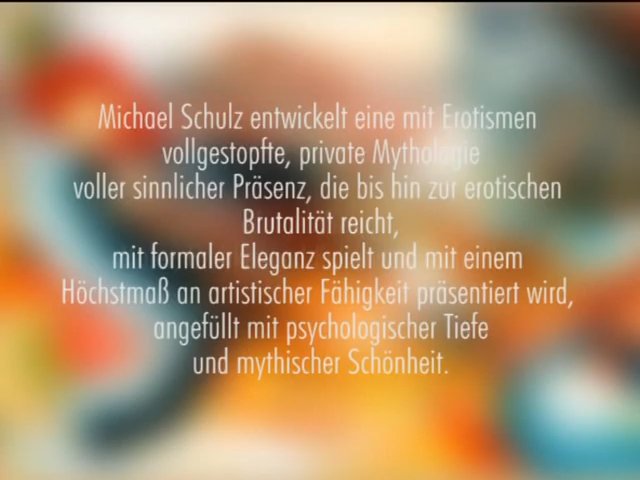 Michael Schulz entwickelt eine mit Erotismen
vollgestopfte, private Mythologie
voller sinnlicher Präsenz, die bis hin zur erotischen
Brutalität reicht,
mit formaler Eleganz spielt und mit einem
Höchstmaß an artistischer Fähigkeit präsentiert wird,
angefüllt mit psychologischer Tiefe
und mythischer Schönheit.